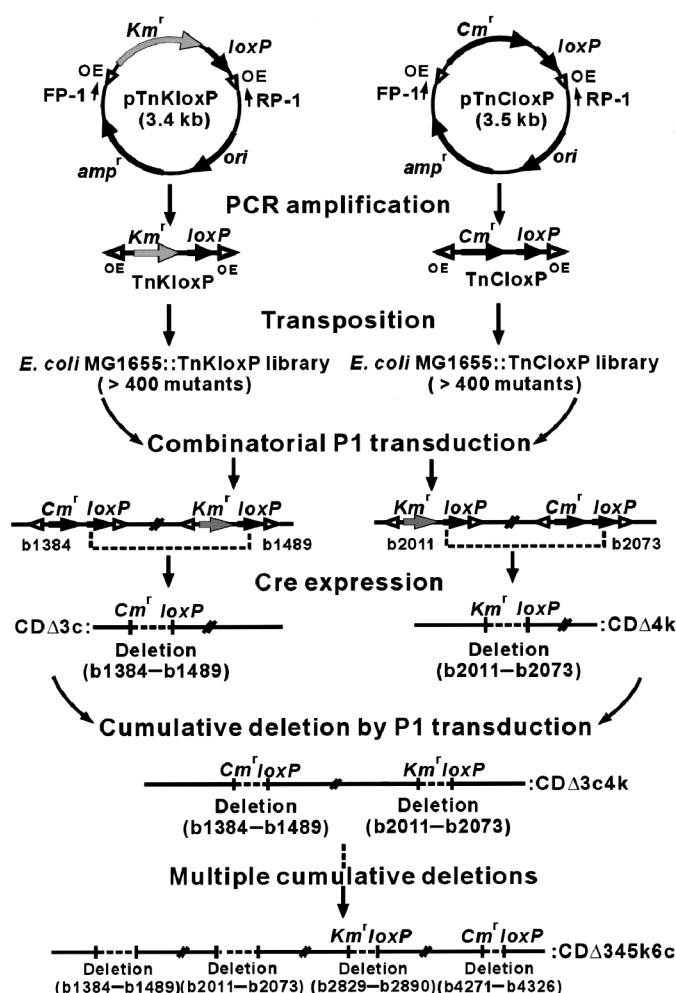 Km^r loxP Cm^r loxP
OE OE OE OE
FP-1 pTnKloxP RP-1 FP-1 pTnCloxP RP-1
(3.4 kb) (3.5 kb)
amp^r ori amp^r ori
PCR amplification
Km^r loxP Cm^r loxP
OE OE OE OE
TnKloxP TnCloxP
Transposition
E. coli MG1655::TnKloxP library E. coli MG1655::TnCloxP library
( > 400 mutants) ( > 400 mutants)
Combinatorial P1 transduction
Cm^r loxP Km^r loxP Km^r loxP Cm^r loxP
b1384 b1489 b2011 b2073
Cre expression
Cm^r loxP Km^r loxP
CDΔ3c: :CDΔ4k
Deletion Deletion
(b1384–b1489) (b2011–b2073)
Cumulative deletion by P1 transduction
Cm^r loxP Km^r loxP
:CDΔ3c4k
Deletion Deletion
(b1384–b1489) (b2011–b2073)
Multiple cumulative deletions
Km^r loxP Cm^r loxP
:CDΔ345k6c
Deletion Deletion Deletion Deletion
(b1384–b1489) (b2011–b2073) (b2829–b2890) (b4271–b4326)